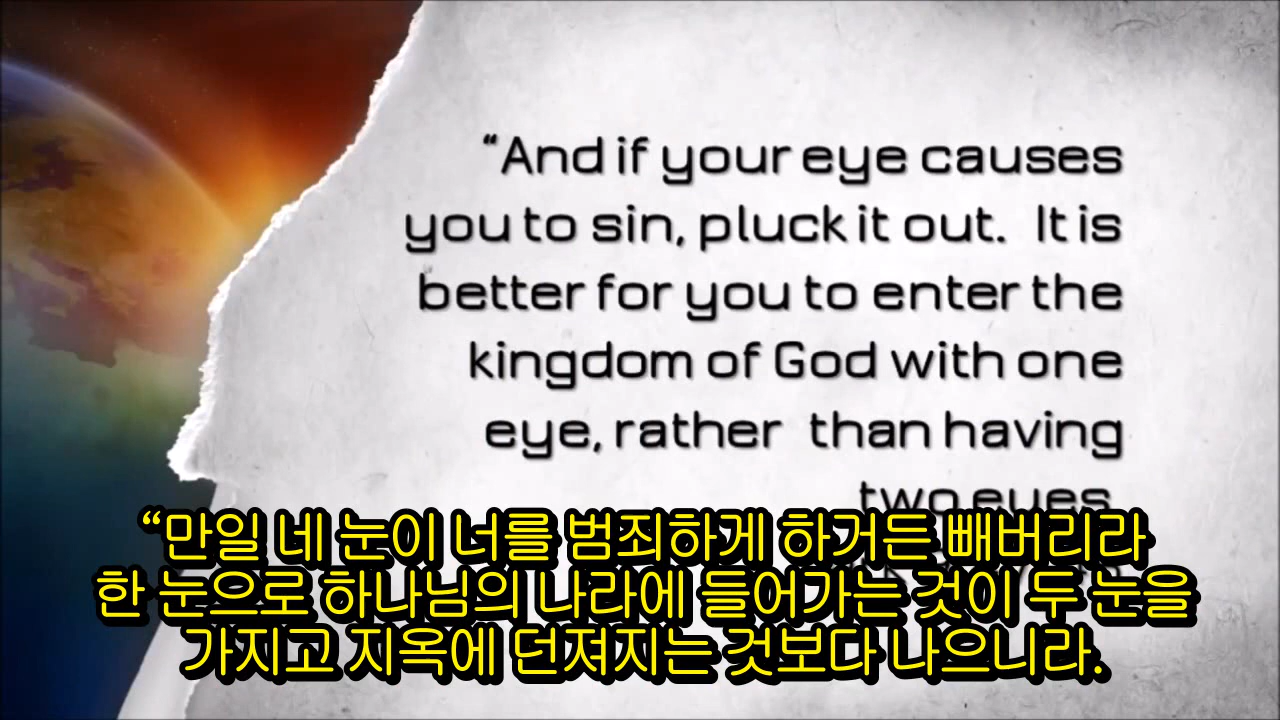 “And if your eye causes
you to sin, pluck it out. It is
better for you to enter the
kingdom of God with one
eye, rather than having
two eyes,
“만일 네 눈이 너를 범죄하게 하거든 빼버리라
한 눈으로 하나님의 나라에 들어가는 것이 두 눈을
가지고 지옥에 던져지는 것보다 나으니라.